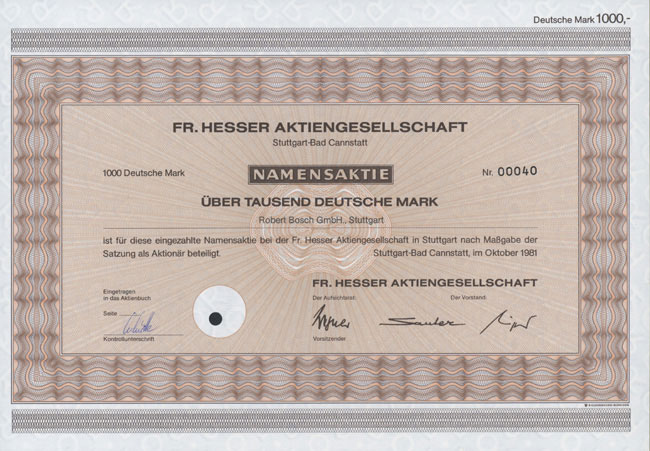 Deutsche Mark 1000,-
FR. HESSER AKTIENGESELLSCHAFT
Stuttgart-Bad Cannstatt
1000 Deutsche Mark
NAMENSAKTIE
Nr. 00040
ÜBER TAUSEND DEUTSCHE MARK
Robert Bosch GmbH., Stuttgart
ist für diese eingezahlte Namensaktie bei der Fr. Hesser Aktiengesellschaft in Stuttgart nach Maßgabe der
Satzung als Aktionär beteiligt. Stuttgart-Bad Cannstatt, im Oktober 1981
FR. HESSER AKTIENGESELLSCHAFT
Eingetragen
in das Aktienbuch
Der Aufsichtsrat:
Der Vorstand:
Seite
Kontrollunterschrift
Vorsitzender